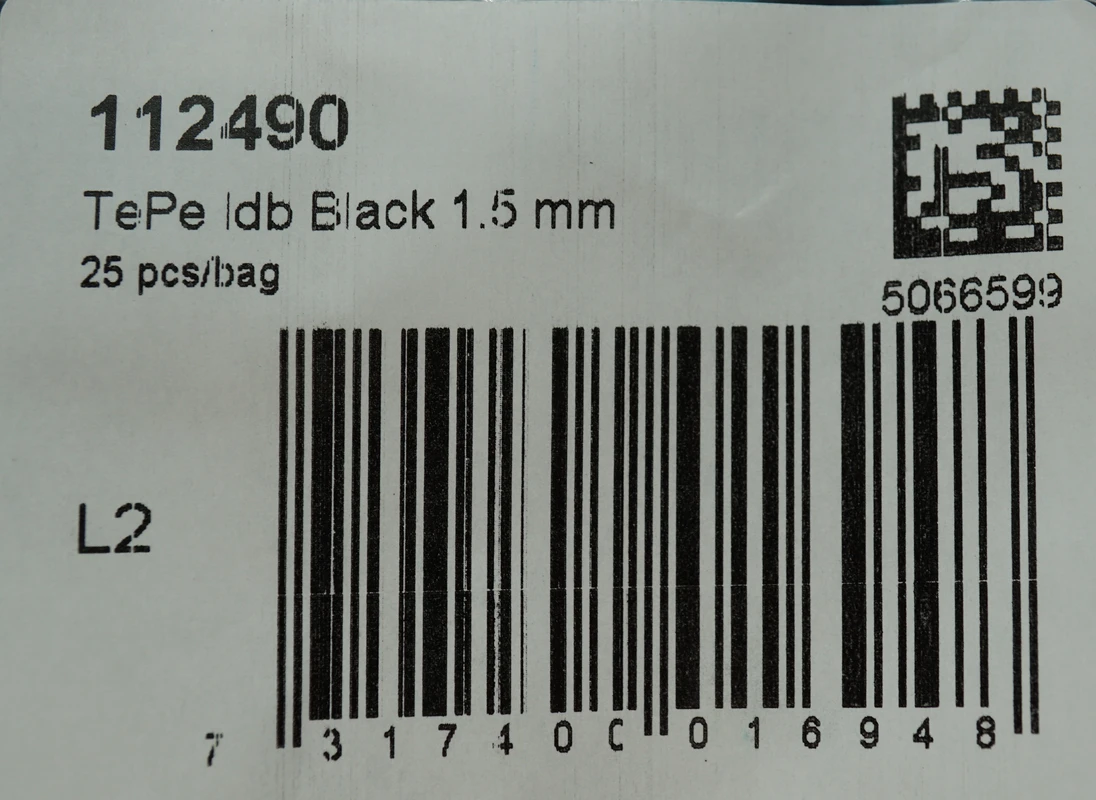 112490
TePe Idb Black 1.5 mm
25 pcs/bag
5066599
L2
7 317400 016948